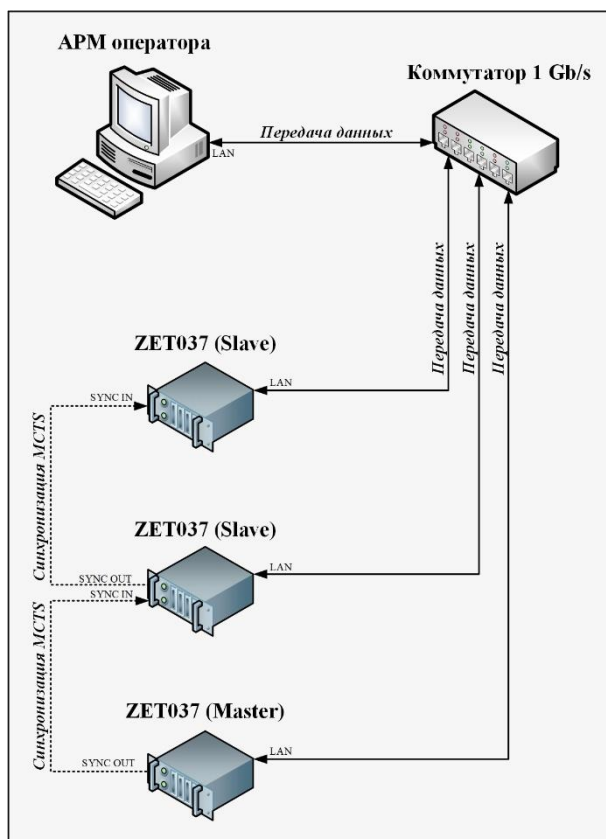 АРМ оператора
Коммутатор 1 Gb/s
Передача данных
LAN
Передача данных
Передача данных
Передача данных
ZET037 (Slave)
SYNC IN
LAN
Синхронизация MCTS
ZET037 (Slave)
SYNC OUT
SYNC IN
LAN
Синхронизация MCTS
ZET037 (Master)
SYNC OUT
LAN